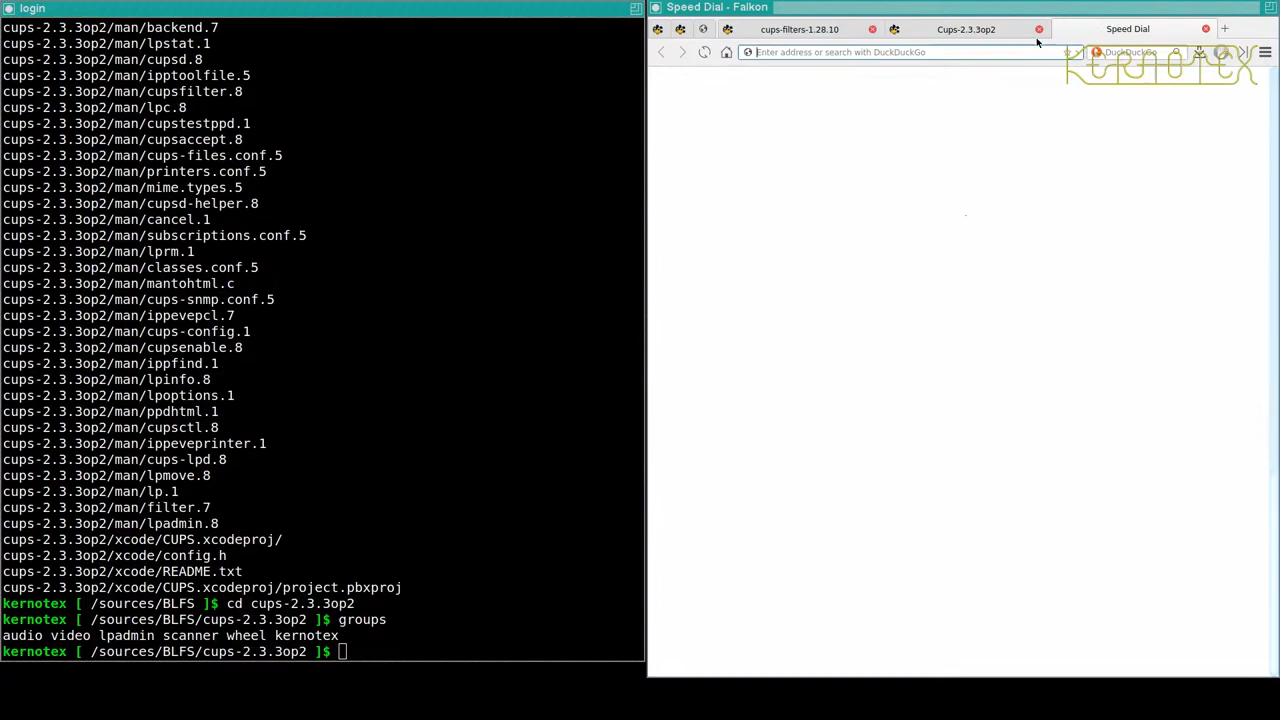 login
cups-2.3.3op2/man/backend.7
cups-2.3.3op2/man/lpstat.1
cups-2.3.3op2/man/cupsd.8
cups-2.3.3op2/man/ipptoolfile.5
cups-2.3.3op2/man/cupsfilter.8
cups-2.3.3op2/man/lpc.8
cups-2.3.3op2/man/cupstestppd.1
cups-2.3.3op2/man/cupsaccept.8
cups-2.3.3op2/man/cups-files.conf.5
cups-2.3.3op2/man/printers.conf.5
cups-2.3.3op2/man/mime.types.5
cups-2.3.3op2/man/cupsd-helper.8
cups-2.3.3op2/man/cancel.1
cups-2.3.3op2/man/subscriptions.conf.5
cups-2.3.3op2/man/lprm.1
cups-2.3.3op2/man/classes.conf.5
cups-2.3.3op2/man/mantohtml.c
cups-2.3.3op2/man/cups-snmp.conf.5
cups-2.3.3op2/man/ippevepcl.7
cups-2.3.3op2/man/cups-config.1
cups-2.3.3op2/man/cupsenable.8
cups-2.3.3op2/man/ippfind.1
cups-2.3.3op2/man/lpinfo.8
cups-2.3.3op2/man/lpoptions.1
cups-2.3.3op2/man/ppdhtml.1
cups-2.3.3op2/man/cupsctl.8
cups-2.3.3op2/man/ippeveprinter.1
cups-2.3.3op2/man/cups-lpd.8
cups-2.3.3op2/man/lpmove.8
cups-2.3.3op2/man/lp.1
cups-2.3.3op2/man/filter.7
cups-2.3.3op2/man/lpadmin.8
cups-2.3.3op2/xcode/CUPS.xcodeproj/
cups-2.3.3op2/xcode/config.h
cups-2.3.3op2/xcode/README.txt
cups-2.3.3op2/xcode/CUPS.xcodeproj/project.pbxproj
kernotex [ /sources/BLFS ]$ cd cups-2.3.3op2
kernotex [ /sources/BLFS/cups-2.3.3op2 ]$ groups
audio video lpadmin scanner wheel kernotex
kernotex [ /sources/BLFS/cups-2.3.3op2 ]$
Speed Dial - Falkon
cups-filters-1.28.10
Cups-2.3.3op2
Speed Dial
Enter address or search with DuckDuckGo
DuckDuckGo
KERNOTEX